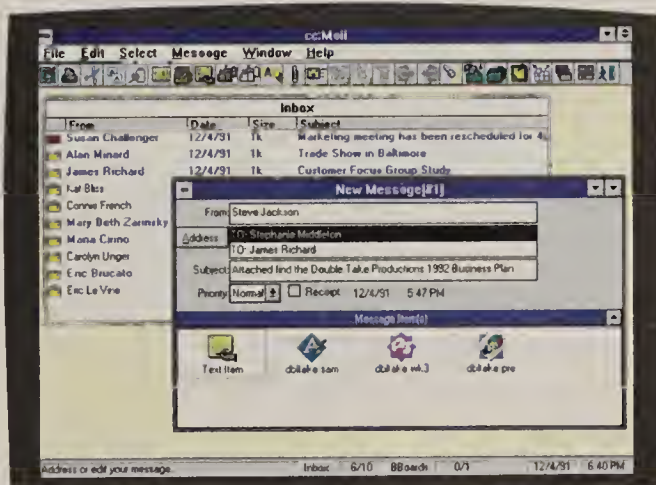 cc:Mail
File Edit Select Message Window Help
Inbox
From Date Size Subject
Susan Challenger 12/4/91 1k Marketing meeting has been rescheduled for 4
Alan Minard 12/4/91 1k Trade Show in Baltimore
James Richard 12/4/91 1k Customer Focus Group Study
Kat Bliss
Connie French
Mary Beth Zarinsky
Maria Cirino
Carolyn Unger
Eric Brucato
Eric Le Vine
New Message[#1]
From: Steve Jackson
Address TO: Stephanie Middleton
TO: James Richard
Subject: Attached find the Double Take Productions 1992 Business Plan
Priority: Normal Receipt 12/4/91 5:47 PM
Message Item(s)
Text Item dbltake.sam dbltake.wk3 dbltake.pre
Address or edit your message. Inbox 6/10 BBoards 0/1 12/4/91 6:40 PM